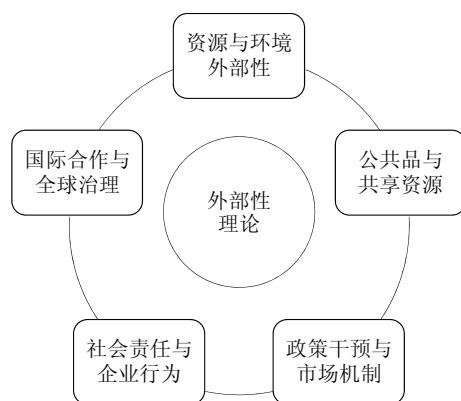 资源与环境
外部性
国际合作与
全球治理
公共品与
共享资源
外部性
理论
社会责任与
企业行为
政策干预与
市场机制